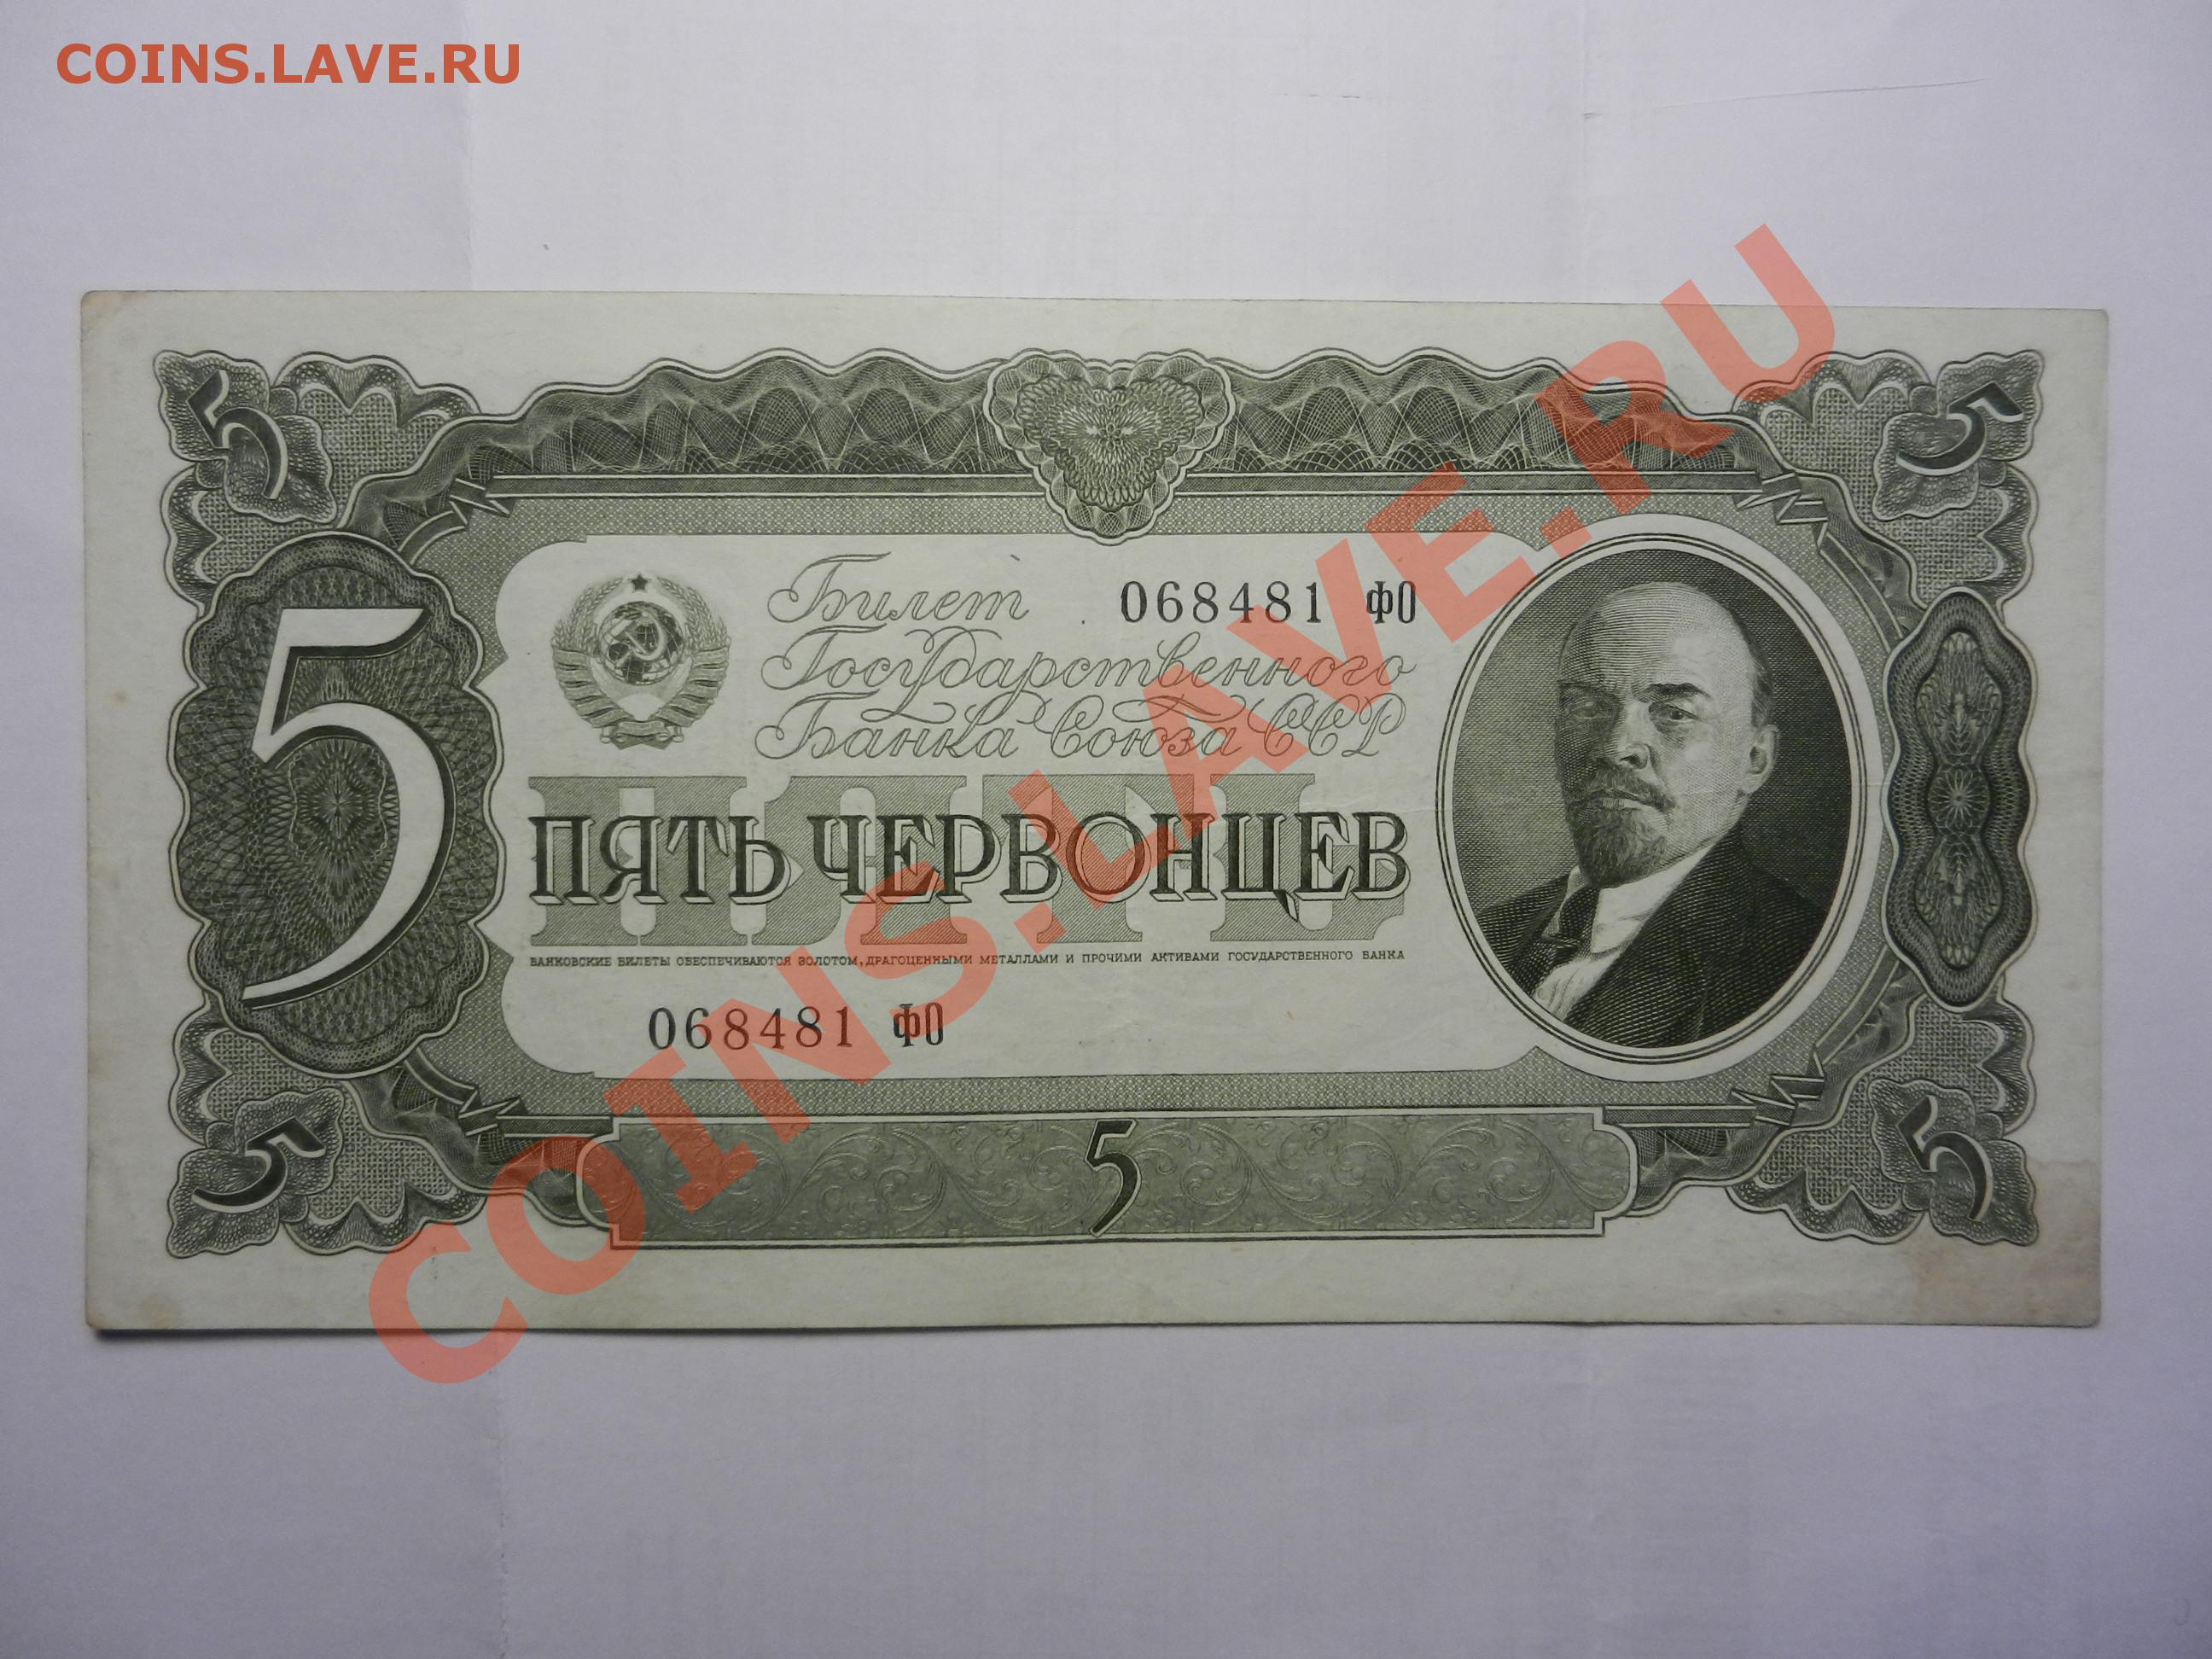 COINS.LAVE.RU
5
5
Билет 068481 фО
Государственного
Банка Союза ССР
5
ПЯТЬ
ПЯТЬ ЧЕРВОНЦЕВ
БАНКОВСКИЕ БИЛЕТЫ ОБЕСПЕЧИВАЮТСЯ ЗОЛОТОМ, ДРАГОЦЕННЫМИ МЕТАЛЛАМИ И ПРОЧИМИ АКТИВАМИ ГОСУДАРСТВЕННОГО БАНКА
068481 ФО
5
5
5
COINS.LAVE.RU